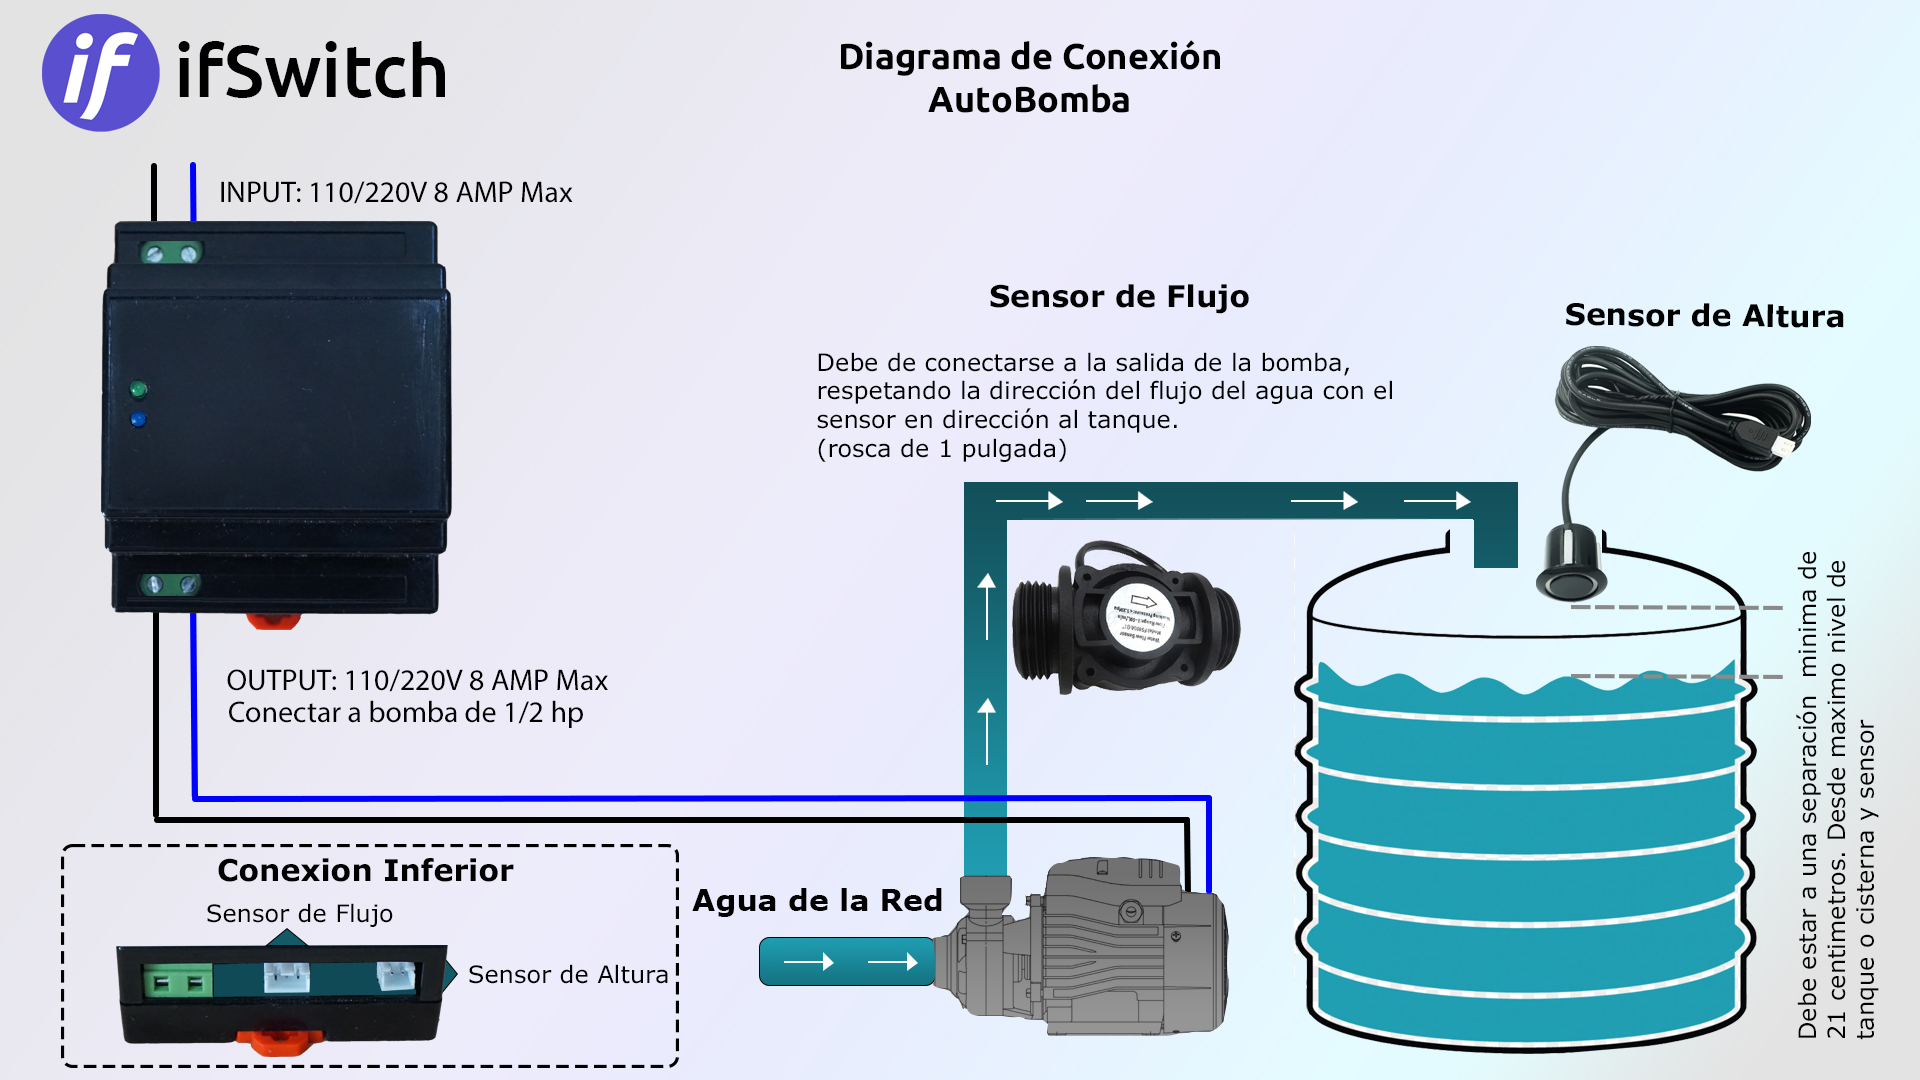 if ifSwitch
Diagrama de Conexión
AutoBomba
INPUT: 110/220V 8 AMP Max
Sensor de Flujo
Debe de conectarse a la salida de la bomba,
respetando la dirección del flujo del agua con el
sensor en dirección al tanque.
(rosca de 1 pulgada)
Sensor de Altura
OUTPUT: 110/220V 8 AMP Max
Conectar a bomba de 1/2 hp
Water Flow Sensor
Debe estar a una separación minima de
21 centimetros. Desde maximo nivel de
tanque o cisterna y sensor
Conexion Inferior
Sensor de Flujo
Sensor de Altura
Agua de la Red